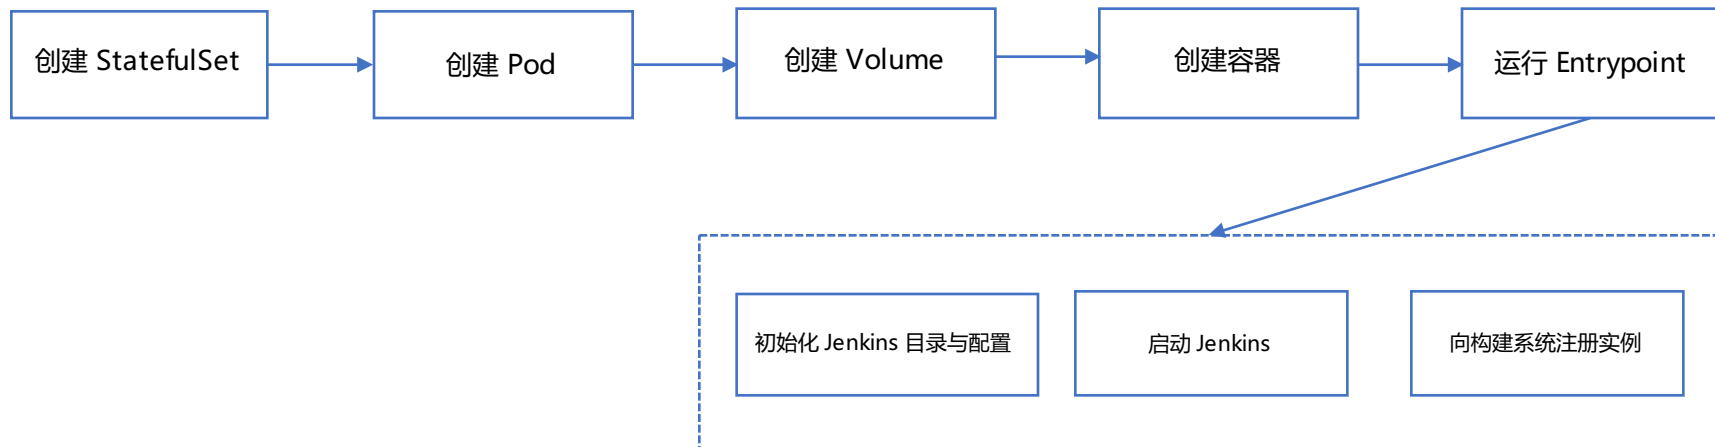 创建 StatefulSet
创建 Pod
创建 Volume
创建容器
运行 Entrypoint
初始化 Jenkins 目录与配置
启动 Jenkins
向构建系统注册实例